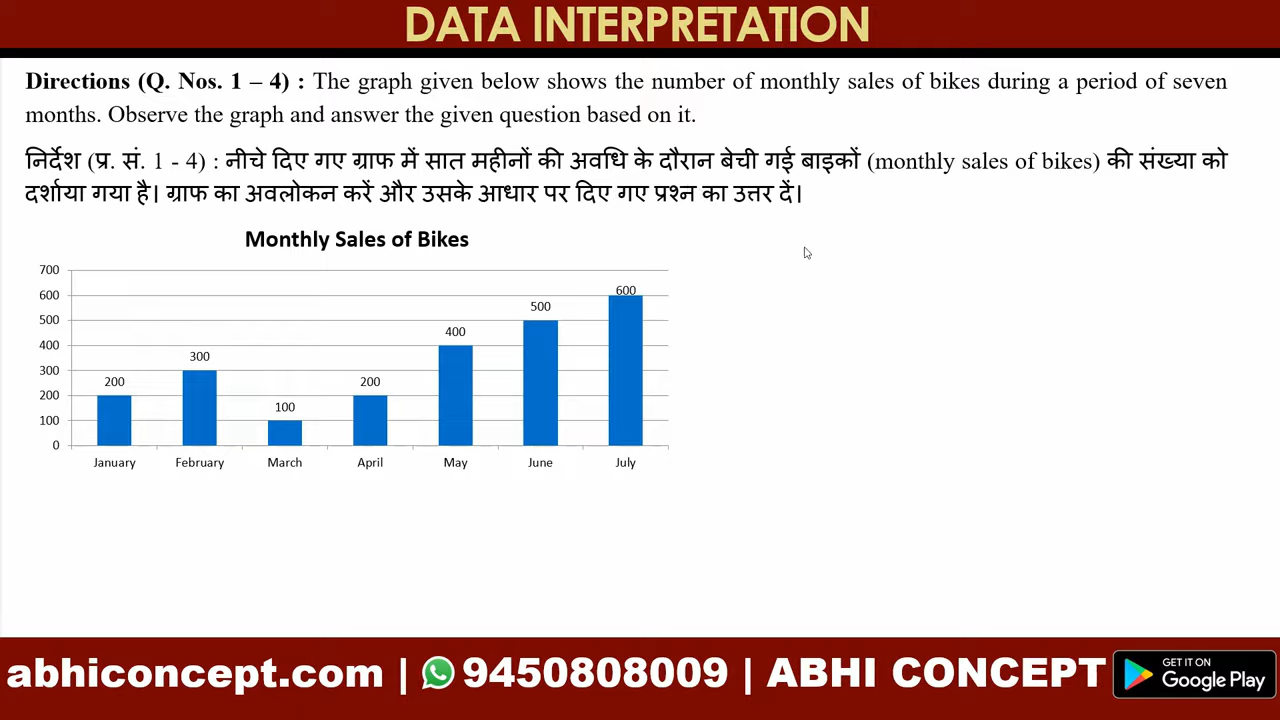 DATA INTERPRETATION
Directions (Q. Nos. 1 – 4) : The graph given below shows the number of monthly sales of bikes during a period of seven
months. Observe the graph and answer the given question based on it.
निर्देश (प्र. सं. 1 - 4) : नीचे दिए गए ग्राफ में सात महीनों की अवधि के दौरान बेची गई बाइकों (monthly sales of bikes) की संख्या को
दर्शाया गया है। ग्राफ का अवलोकन करें और उसके आधार पर दिए गए प्रश्न का उत्तर दें।
Monthly Sales of Bikes
700
600
500
400
300
200
100
0
200
300
100
200
400
500
600
January February March April May June July
abhiconcept.com | 9450808009 | ABHI CONCEPT
GET IT ON
Google Play